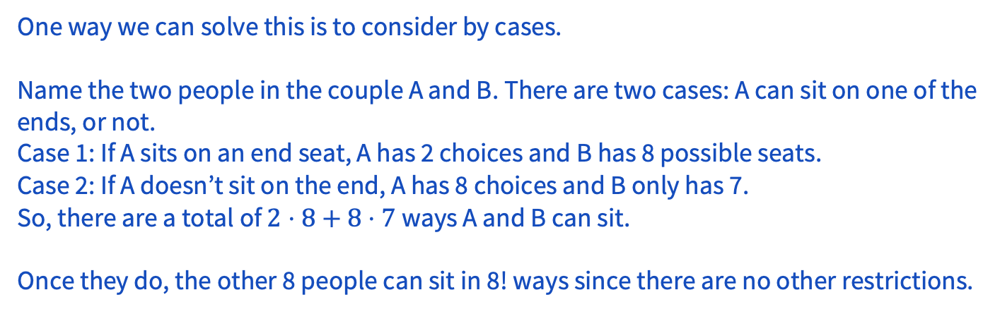 One way we can solve this is to consider by cases.
Name the two people in the couple A and B. There are two cases: A can sit on one of the
ends, or not.
Case 1: If A sits on an end seat, A has 2 choices and B has 8 possible seats.
Case 2: If A doesn’t sit on the end, A has 8 choices and B only has 7.
So, there are a total of 2 · 8 + 8 · 7 ways A and B can sit.
Once they do, the other 8 people can sit in 8! ways since there are no other restrictions.